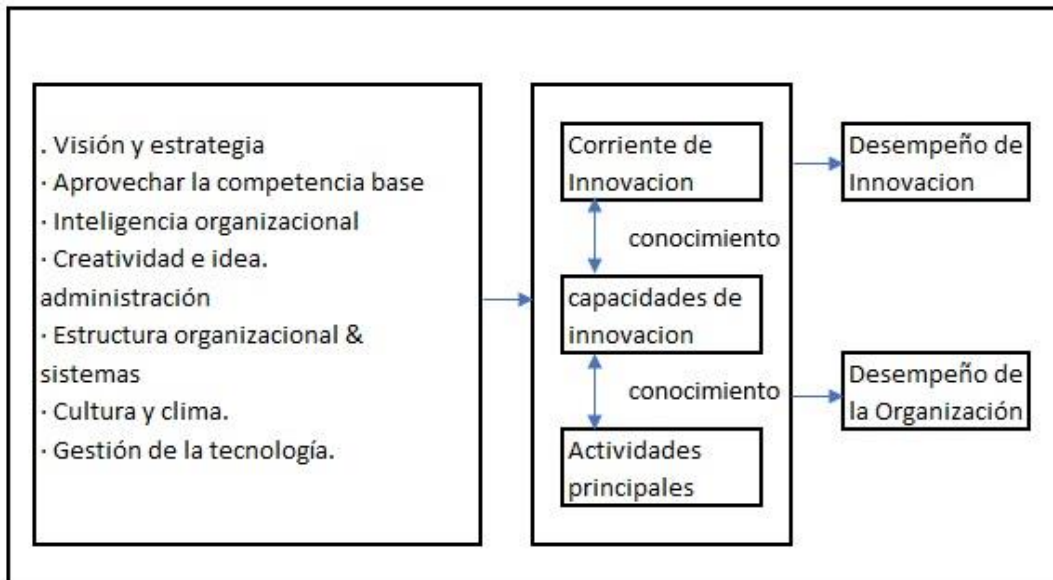 . Visión y estrategia
· Aprovechar la competencia base
· Inteligencia organizacional
· Creatividad e idea.
administración
· Estructura organizacional &
sistemas
· Cultura y clima.
· Gestión de la tecnología.
Corriente de
Innovacion
conocimiento
capacidades de
innovacion
conocimiento
Actividades
principales
Desempeño de
Innovacion
Desempeño de
la Organización